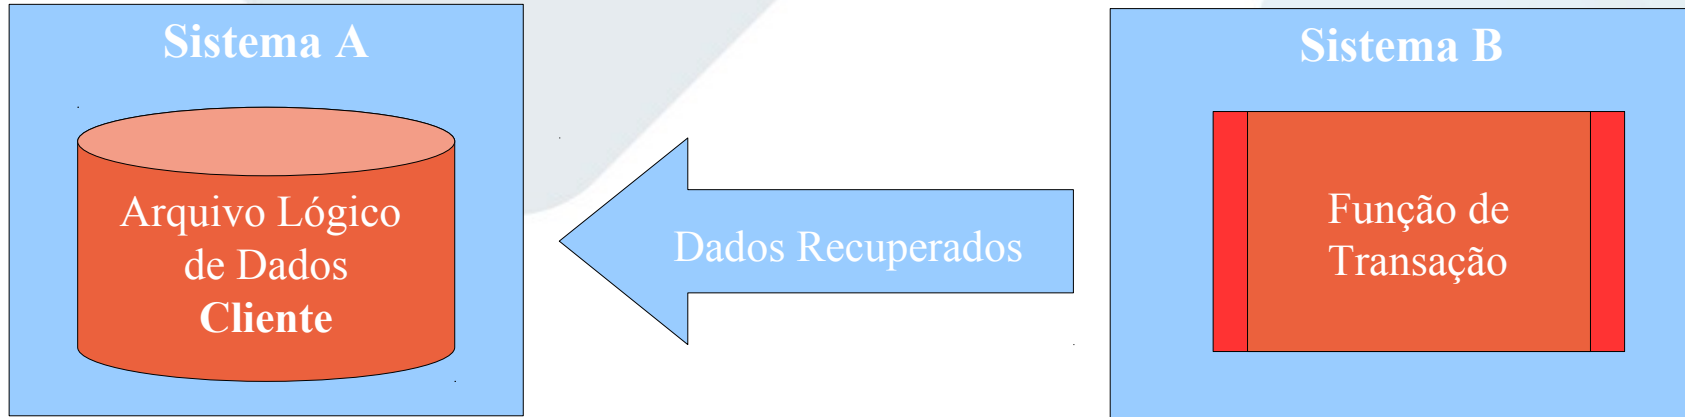 Sistema A
Arquivo Lógico
de Dados
Cliente
Dados Recuperados
Sistema B
Função de
Transação